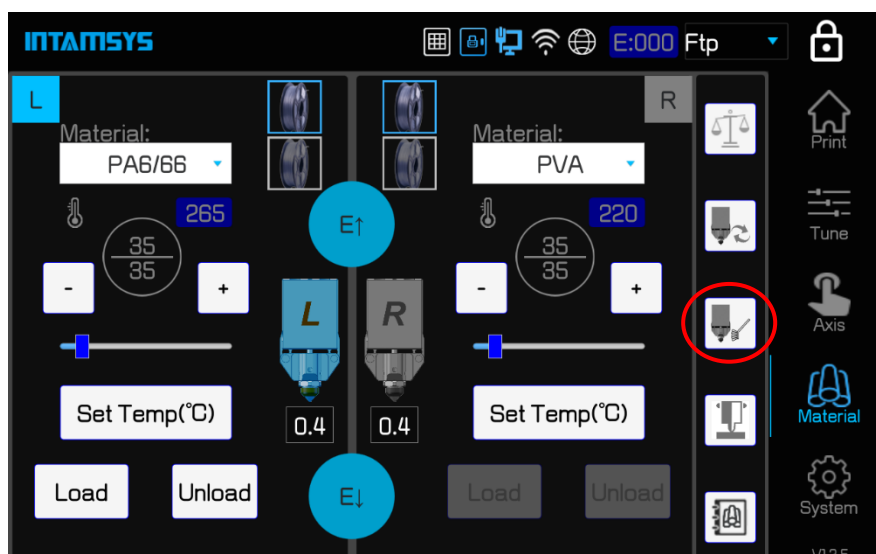 INTAMSYS E:000 Ftp
L R
Material: Material:
PA6/66 PVA
265 220
E↑
35 35
35 35
- + - +
L R
Set Temp(℃) Set Temp(℃)
0.4 0.4
Load Unload Load Unload
E↓
Print
Tune
Axis
Material
System